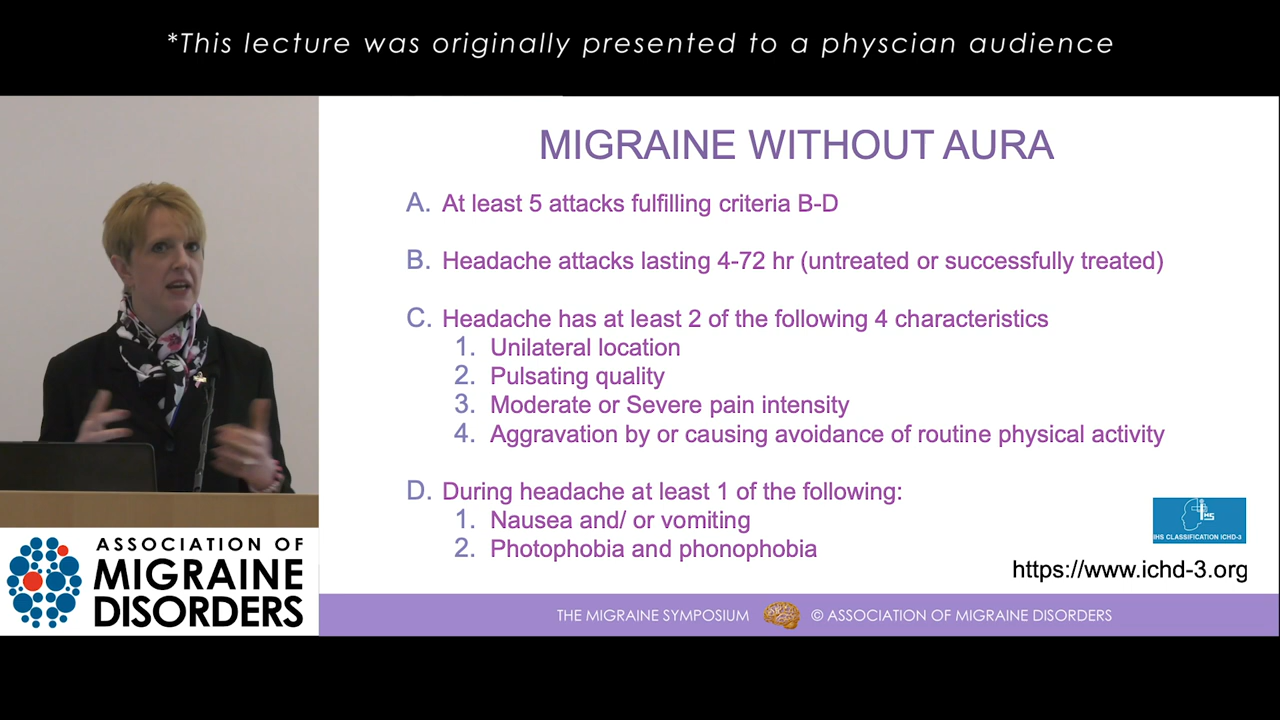 *This lecture was originally presented to a physcian audience
MIGRAINE WITHOUT AURA
A. At least 5 attacks fulfilling criteria B-D
B. Headache attacks lasting 4-72 hr (untreated or successfully treated)
C. Headache has at least 2 of the following 4 characteristics
1. Unilateral location
2. Pulsating quality
3. Moderate or Severe pain intensity
4. Aggravation by or causing avoidance of routine physical activity
D. During headache at least 1 of the following:
1. Nausea and/ or vomiting
2. Photophobia and phonophobia
IHS
IHS CLASSIFICATION ICHD-3
https://www.ichd-3.org
ASSOCIATION OF
MIGRAINE
DISORDERS
THE MIGRAINE SYMPOSIUM © ASSOCIATION OF MIGRAINE DISORDERS